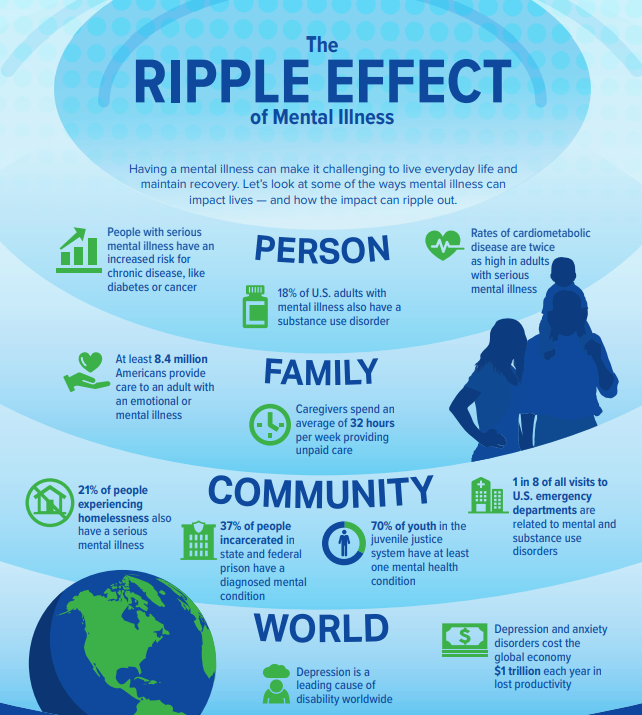 The
RIPPLE EFFECT
of Mental Illness
Having a mental illness can make it challenging to live everyday life and
maintain recovery. Let's look at some of the ways mental illness can
impact lives — and how the impact can ripple out.
PERSON
People with serious
mental illness have an
increased risk for
chronic disease, like
diabetes or cancer
18% of U.S. adults with
mental illness also have a
substance use disorder
Rates of cardiometabolic
disease are twice
as high in adults
with serious
mental illness
FAMILY
At least 8.4 million
Americans provide
care to an adult with
an emotional or
mental illness
Caregivers spend an
average of 32 hours
per week providing
unpaid care
COMMUNITY
21% of people
experiencing
homelessness also
have a serious
mental illness
37% of people
incarcerated in
state and federal
prison have a
diagnosed mental
condition
70% of youth in the
juvenile justice
system have at least
one mental health
condition
1 in 8 of all visits to
U.S. emergency
departments are
related to mental and
substance use
disorders
WORLD
Depression is a
leading cause of
disability worldwide
$
Depression and anxiety
disorders cost the
global economy
$1 trillion each year in
lost productivity